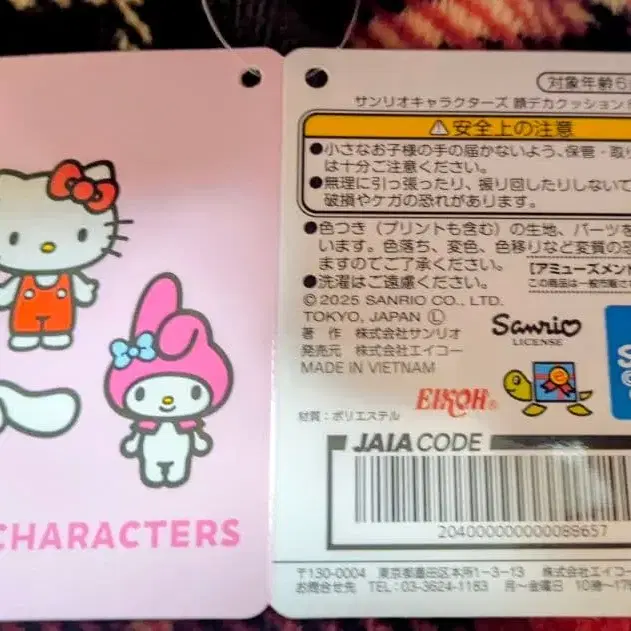 CHARACTERS
対象年齢6
サンリオキャラクターズ 顔デカクッション
⚠安全上の注意
●小さなお子様の手の届かないよう、保管・取
は十分ご注意ください。
●無理に引っ張ったり、振り回したりしないで
破損やケガの恐れがあります。
●色つき（プリントも含む）の生地、パーツを
います。色落ち、変色、色移りなど変質の恐
ますのでご了承ください。
●洗濯はご遠慮ください。
【アミューズメント
この商品は一般市販さ
© 2025 SANRIO CO., LTD.
TOKYO, JAPAN Ⓛ
著 作 株式会社サンリオ
発売元 株式会社エイコー
MADE IN VIETNAM
Sanrio
LICENSE
材質：ポリエステル
EIKOH®
JAIA CODE
2040000000000088657
〒130-0004 東京都墨田区本所1-3-13 株式会社エイコー
お問合せ先 TEL 03-3624-1183 月～金曜日 10時～17